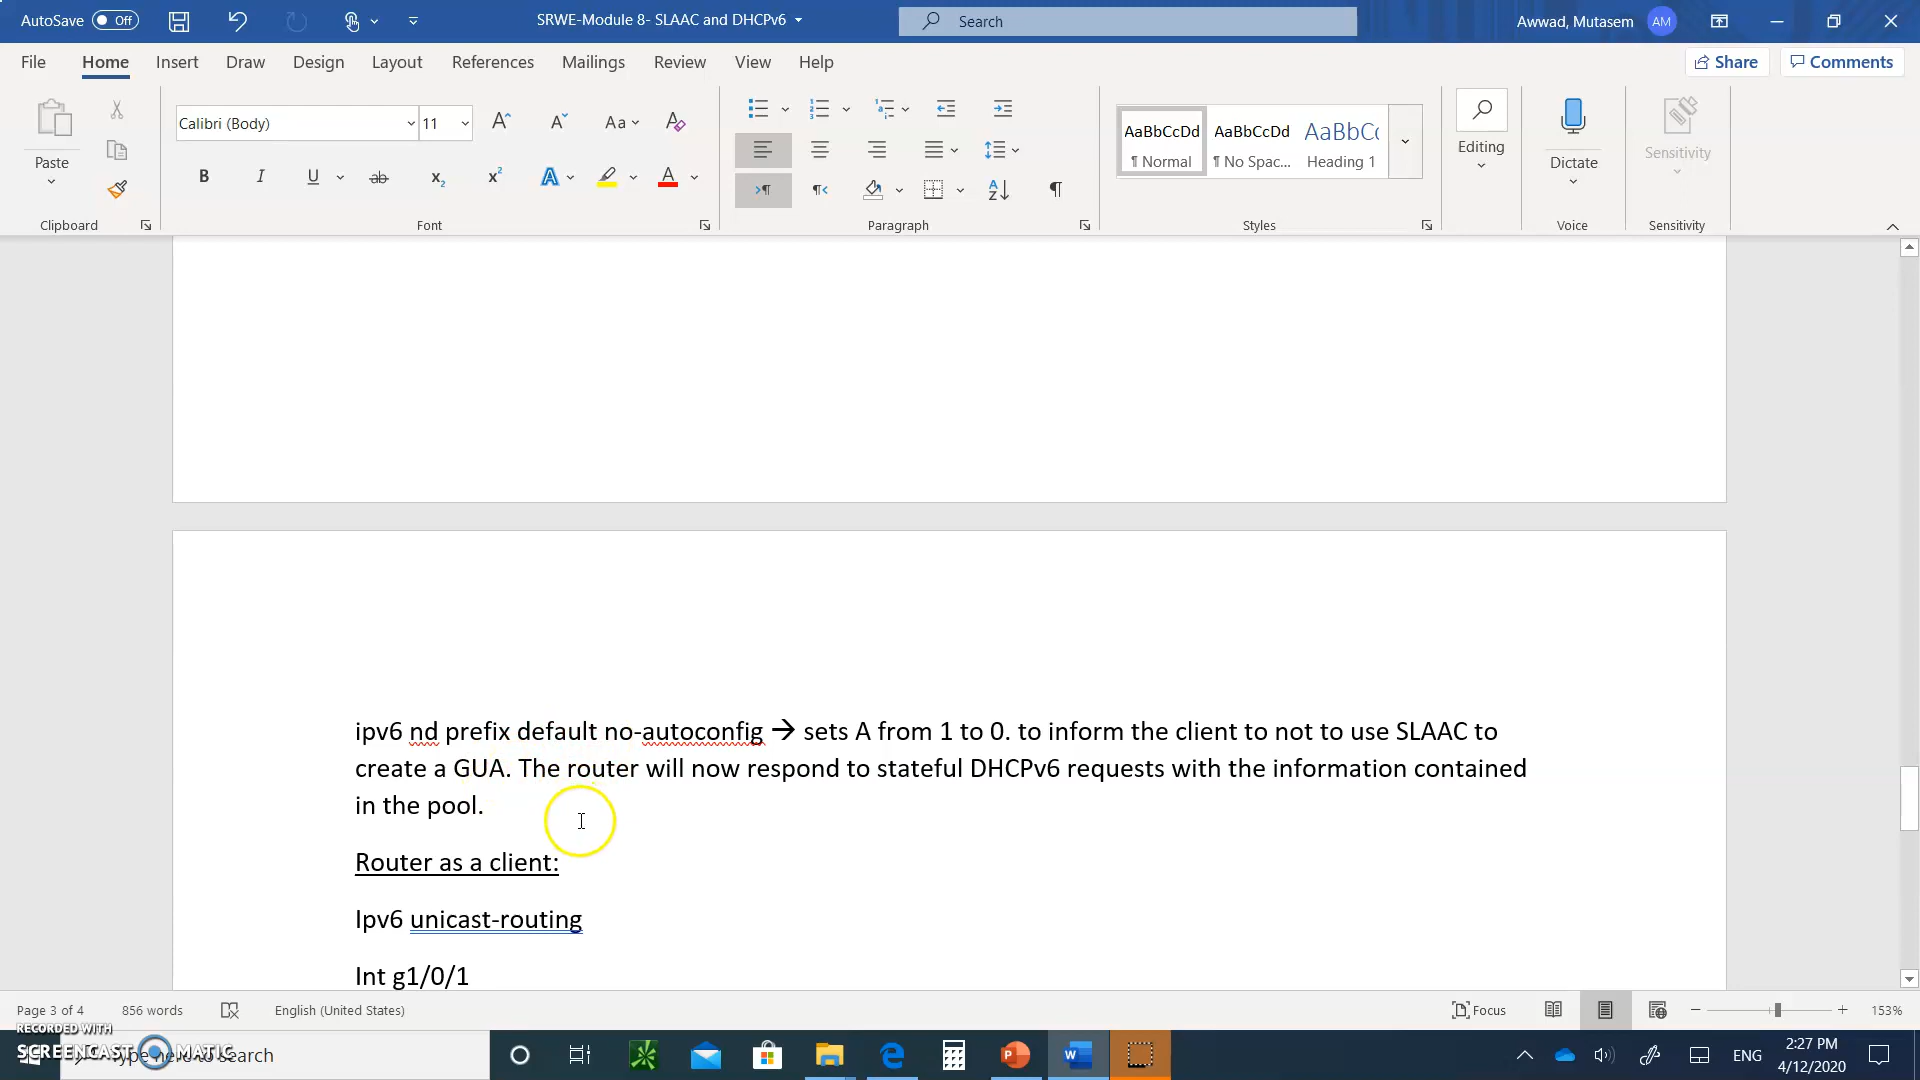 AutoSave Off SRWE-Module 8- SLAAC and DHCPv6 Search Awwad, Mutasem AM
File Home Insert Draw Design Layout References Mailings Review View Help Share Comments
Paste
Clipboard
Calibri (Body) 11
Font
Paragraph
AaBbCcDd AaBbCcDd AaBbCc
¶ Normal ¶ No Spac... Heading 1
Styles
Editing
Dictate
Voice
Sensitivity
Sensitivity
ipv6 nd prefix default no-autoconfig → sets A from 1 to 0. to inform the client to not to use SLAAC to
create a GUA. The router will now respond to stateful DHCPv6 requests with the information contained
in the pool.
Router as a client:
Ipv6 unicast-routing
Int g1/0/1
Page 3 of 4 856 words English (United States) Focus 153%
RECORDED WITH
SCREENCAST MATIC
Type here to search
ENG
2:27 PM
4/12/2020